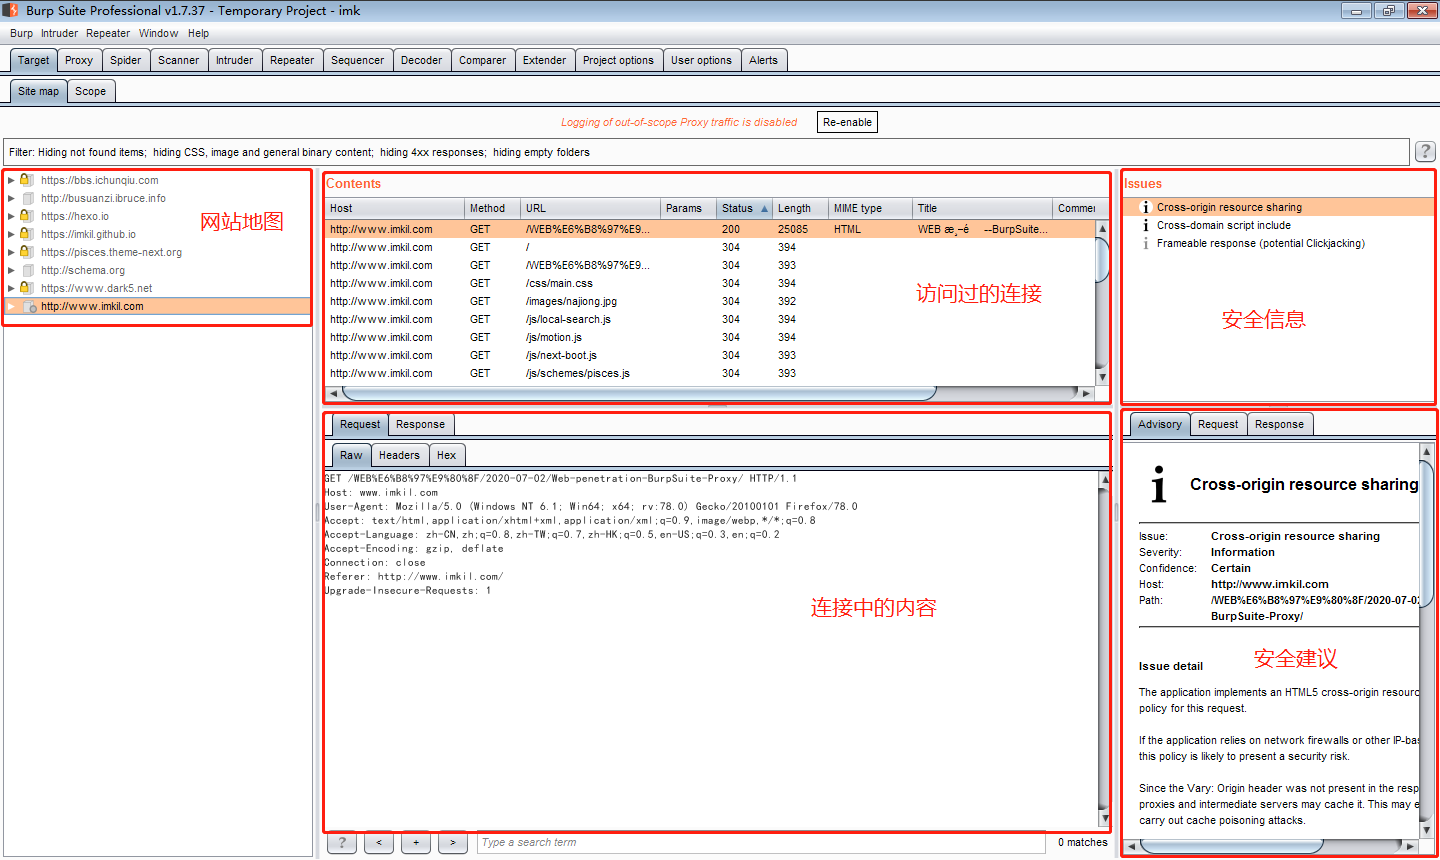 Burp Suite Professional v1.7.37 - Temporary Project - imk
Burp Intruder Repeater Window Help
Target Proxy Spider Scanner Intruder Repeater Sequencer Decoder Comparer Extender Project options User options Alerts
Site map Scope
Logging of out-of-scope Proxy traffic is disabled Re-enable
Filter: Hiding not found items; hiding CSS, image and general binary content; hiding 4xx responses; hiding empty folders ?
https://bbs.ichunqiu.com
http://busuanzi.ibruce.info
https://hexo.io
https://imkil.github.io
https://pisces.theme-next.org
http://schema.org
https://www.dark5.net
http://www.imkil.com
网站地图
Contents
Host Method URL Params Status Length MIME type Title Commer
http://www.imkil.com GET /WEB%E6%B8%97%E9... 200 25085 HTML WEB æ¸—é --BurpSuite...
http://www.imkil.com GET / 304 394
http://www.imkil.com GET /WEB%E6%B8%97%E9... 304 393
http://www.imkil.com GET /css/main.css 304 394
http://www.imkil.com GET /images/najiong.jpg 304 392
http://www.imkil.com GET /js/local-search.js 304 394
http://www.imkil.com GET /js/motion.js 304 394
http://www.imkil.com GET /js/next-boot.js 304 393
http://www.imkil.com GET /js/schemes/pisces.js 304 393
访问过的连接
Issues
Cross-origin resource sharing
Cross-domain script include
Frameable response (potential Clickjacking)
安全信息
Request Response
Raw Headers Hex
GET /WEB%E6%B8%97%E9%80%8F/2020-07-02/Web-penetration-BurpSuite-Proxy/ HTTP/1.1
Host: www.imkil.com
User-Agent: Mozilla/5.0 (Windows NT 6.1; Win64; x64; rv:78.0) Gecko/20100101 Firefox/78.0
Accept: text/html,application/xhtml+xml,application/xml;q=0.9,image/webp,*/*;q=0.8
Accept-Language: zh-CN,zh;q=0.8,zh-TW;q=0.7,zh-HK;q=0.5,en-US;q=0.3,en;q=0.2
Accept-Encoding: gzip, deflate
Connection: close
Referer: http://www.imkil.com/
Upgrade-Insecure-Requests: 1
连接中的内容
? < + > Type a search term 0 matches
Advisory Request Response
Cross-origin resource sharing
Issue: Cross-origin resource sharing
Severity: Information
Confidence: Certain
Host: http://www.imkil.com
Path: /WEB%E6%B8%97%E9%80%8F/2020-07-02
BurpSuite-Proxy/
安全建议
Issue detail
The application implements an HTML5 cross-origin resourc
policy for this request.
If the application relies on network firewalls or other IP-bas
this policy is likely to present a security risk.
Since the Vary: Origin header was not present in the resp
proxies and intermediate servers may cache it. This may e
carry out cache poisoning attacks.